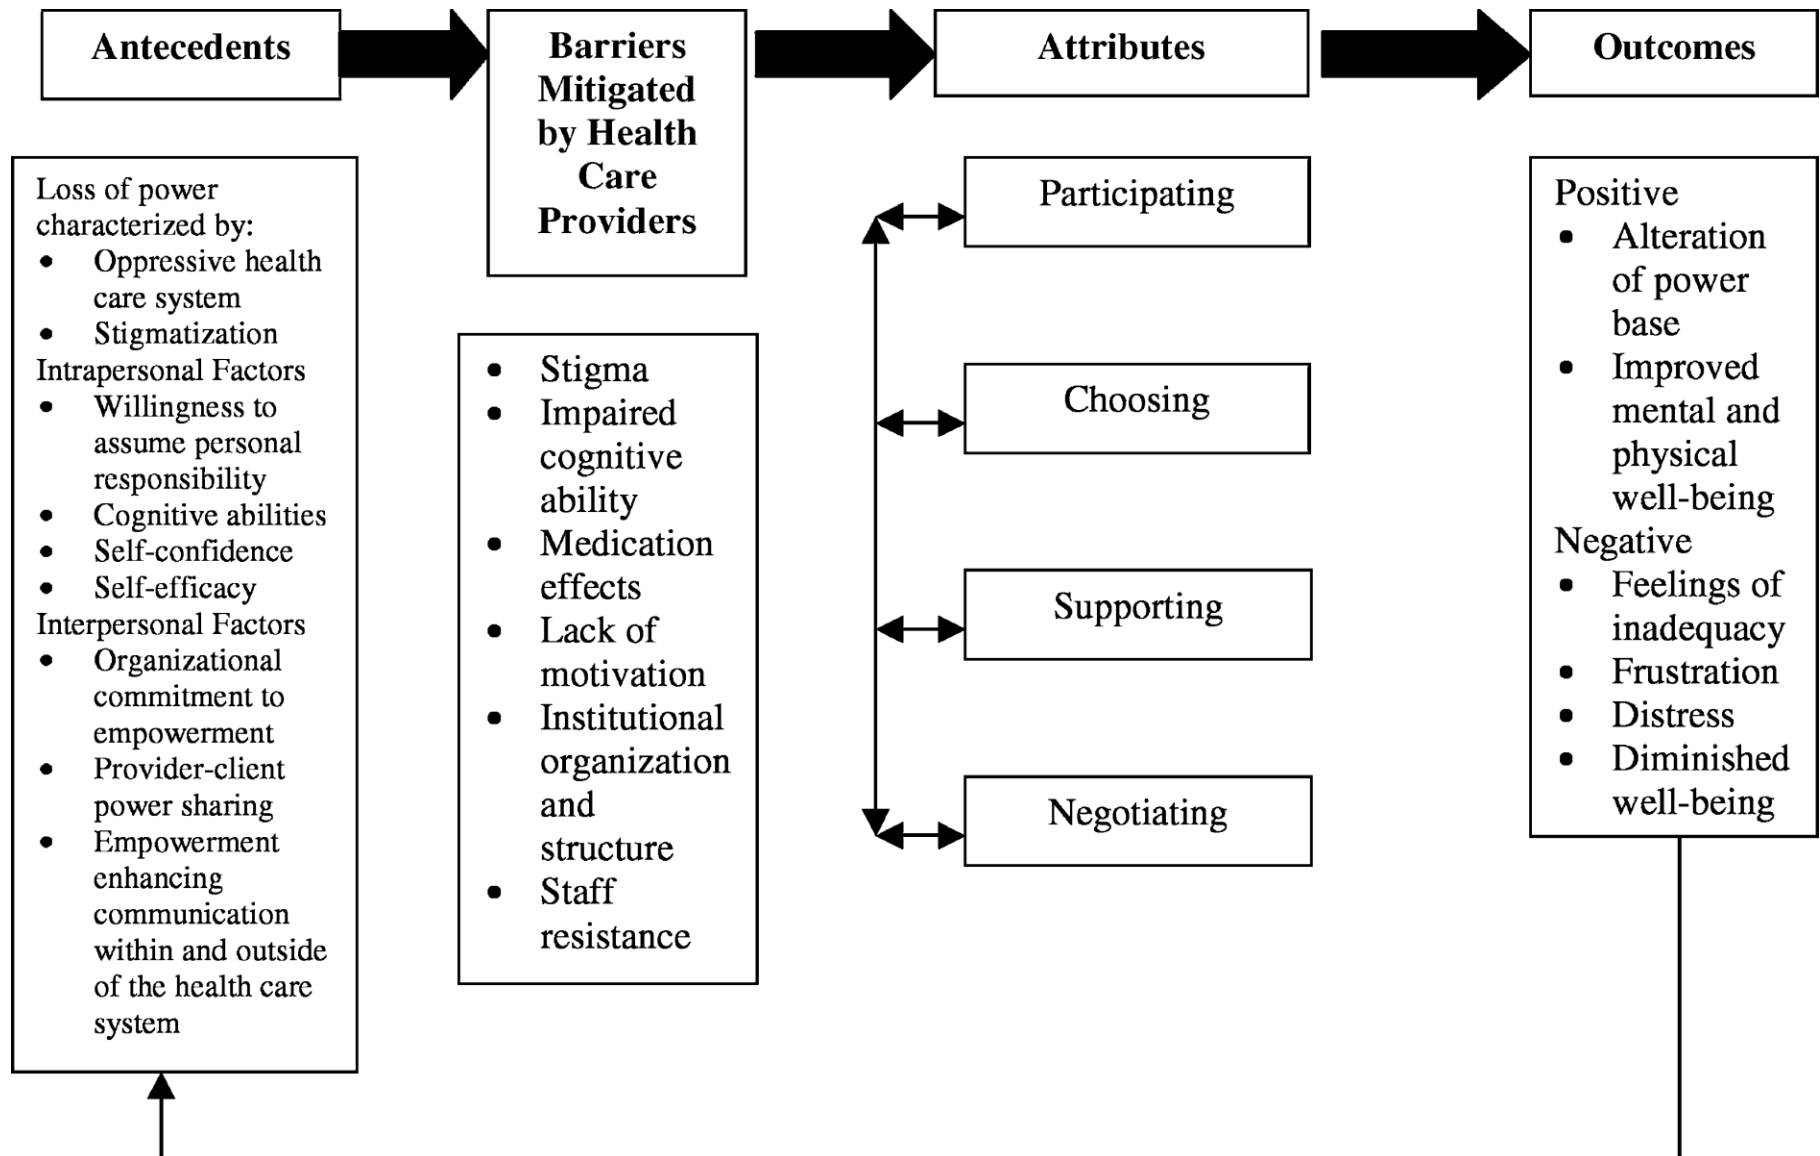 Antecedents
Loss of power
characterized by:
• Oppressive health
care system
• Stigmatization
Intrapersonal Factors
• Willingness to
assume personal
responsibility
• Cognitive abilities
• Self-confidence
• Self-efficacy
Interpersonal Factors
• Organizational
commitment to
empowerment
• Provider-client
power sharing
• Empowerment
enhancing
communication
within and outside
of the health care
system
Barriers
Mitigated
by Health
Care
Providers
• Stigma
• Impaired
cognitive
ability
• Medication
effects
• Lack of
motivation
• Institutional
organization
and
structure
• Staff
resistance
Attributes
Participating
Choosing
Supporting
Negotiating
Outcomes
Positive
• Alteration
of power
base
• Improved
mental and
physical
well-being
Negative
• Feelings of
inadequacy
• Frustration
• Distress
• Diminished
well-being